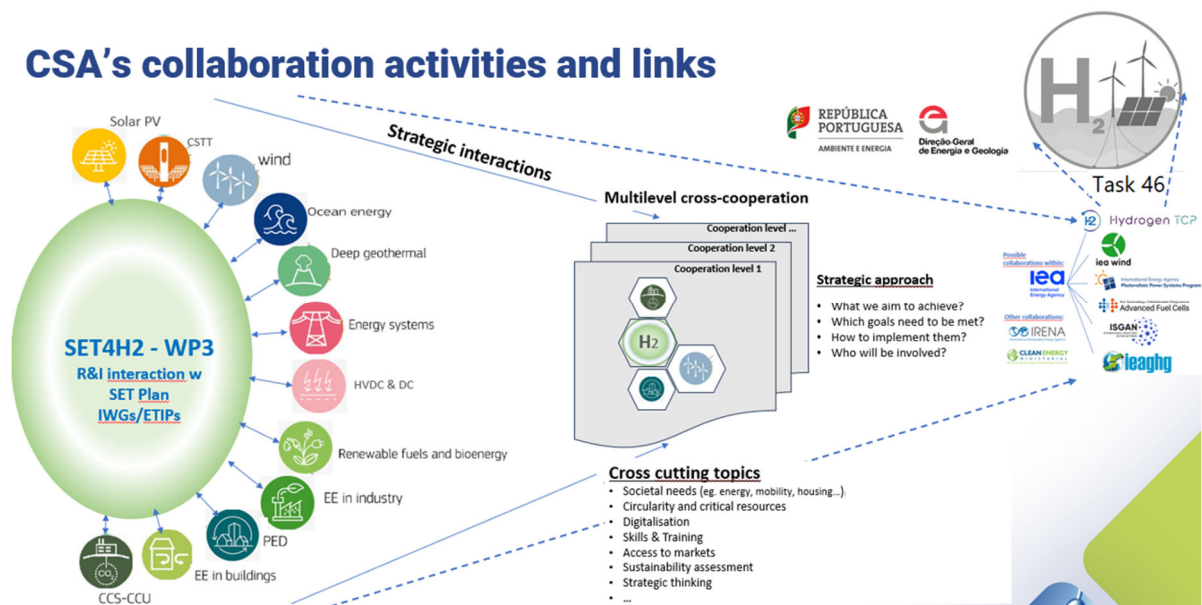 CSA's collaboration activities and links
Solar PV
CSTT
wind
Ocean energy
Deep geothermal
Energy systems
HVDC & DC
Renewable fuels and bioenergy
EE in industry
PED
EE in buildings
CCS-CCU
CO2
SET4H2 - WP3
R&I interaction w
SET Plan
IWGs/ETIPs
Strategic interactions
Multilevel cross-cooperation
Cooperation level ...
Cooperation level 2
Cooperation level 1
H2
Strategic approach
• What we aim to achieve?
• Which goals need to be met?
• How to implement them?
• Who will be involved?
Cross cutting topics
• Societal needs (eg. energy, mobility, housing...)
• Circularity and critical resources
• Digitalisation
• Skills & Training
• Access to markets
• Sustainability assessment
• Strategic thinking
• ...
REPÚBLICA
PORTUGUESA
AMBIENTE E ENERGIA
Direção-Geral
de Energia e Geologia
H2
Task 46
H2 Hydrogen TCP
Possible
collaborations within:
iea
International
Energy Agency
iea wind
International Energy Agency
Photovoltaic Power Systems Program
Advanced Fuel Cells
Other collaborations:
IRENA
ISGAN
CLEAN ENERGY
MINISTERIAL
ieaghg